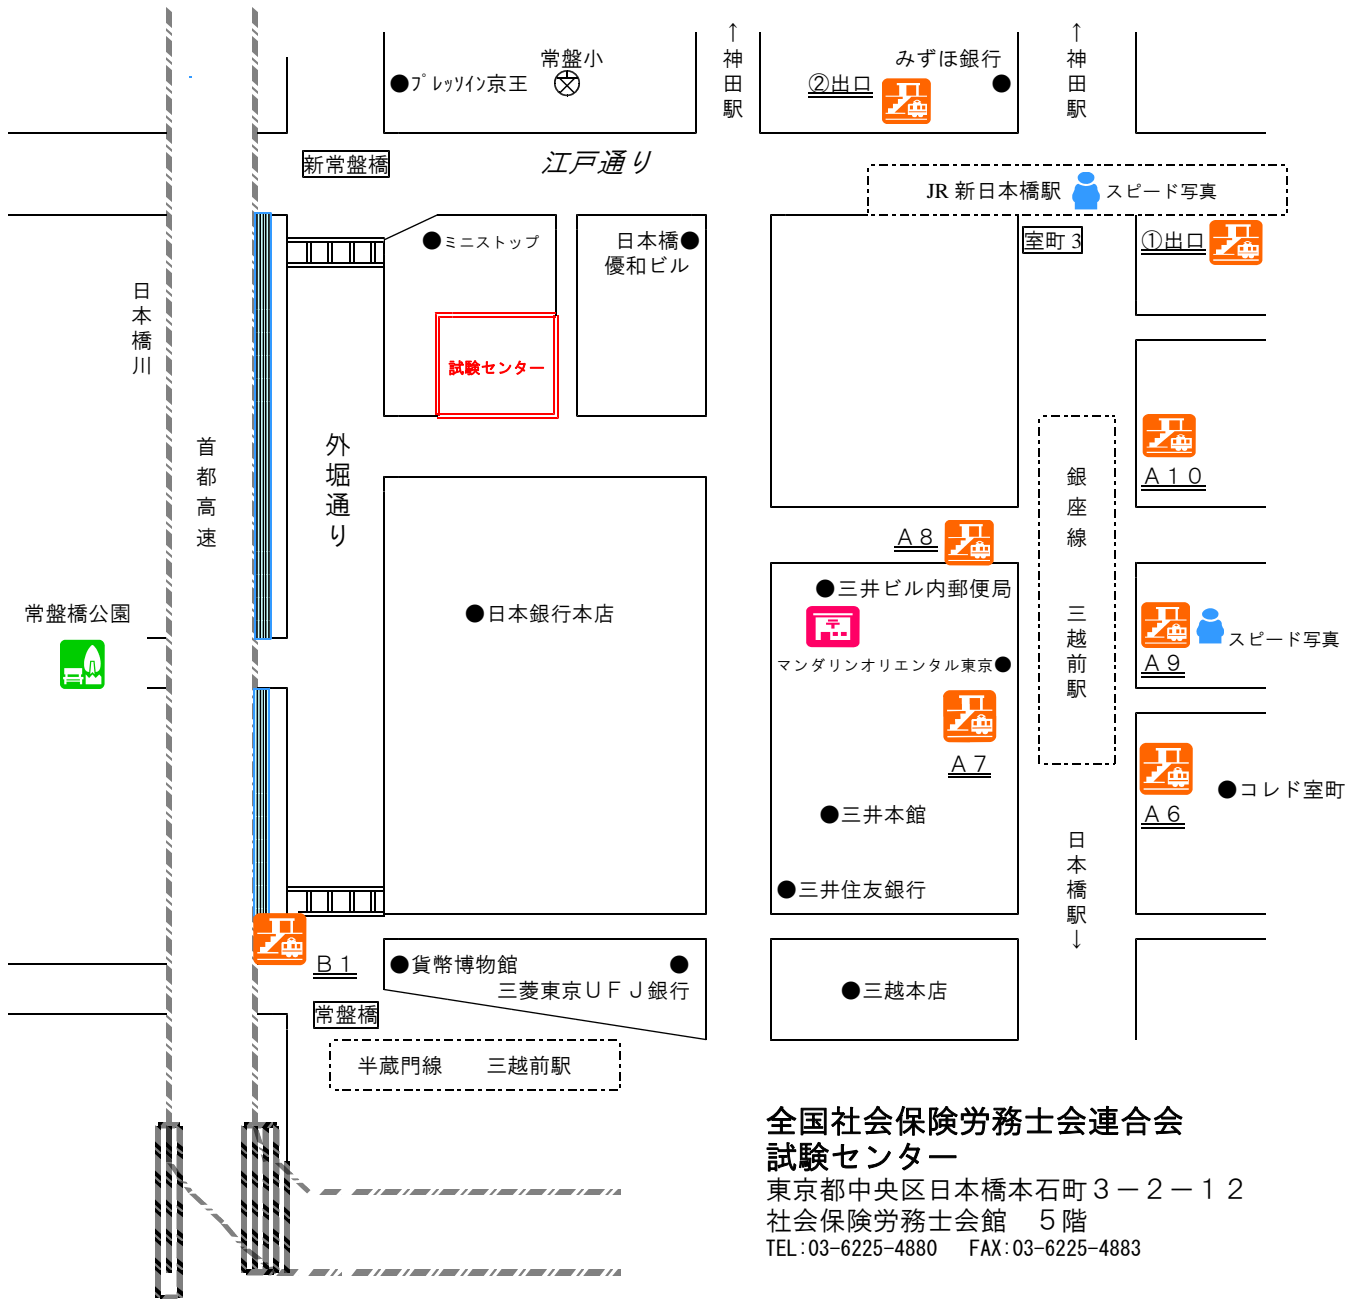 常盤小
●プレッソイン京王
↑神田駅
みずほ銀行
②出口
●
↑神田駅
新常盤橋
江戸通り
JR 新日本橋駅
スピード写真
●ミニストップ
日本橋●
優和ビル
室町 3
①出口
日本橋川
試験センター
首都高速
外堀通り
銀座線 三越前駅
A10
A8
●三井ビル内郵便局
常盤橋公園
●日本銀行本店
スピード写真
マンダリンオリエンタル東京●
A9
A7
●コレド室町
●三井本館
A6
日本橋駅↓
●三井住友銀行
B1
●貨幣博物館
●
三菱東京UFJ銀行
●三越本店
常盤橋
半蔵門線 三越前駅
全国社会保険労務士会連合会
試験センター
東京都中央区日本橋本石町3-2-12
社会保険労務士会館 5階
TEL:03-6225-4880 FAX:03-6225-4883